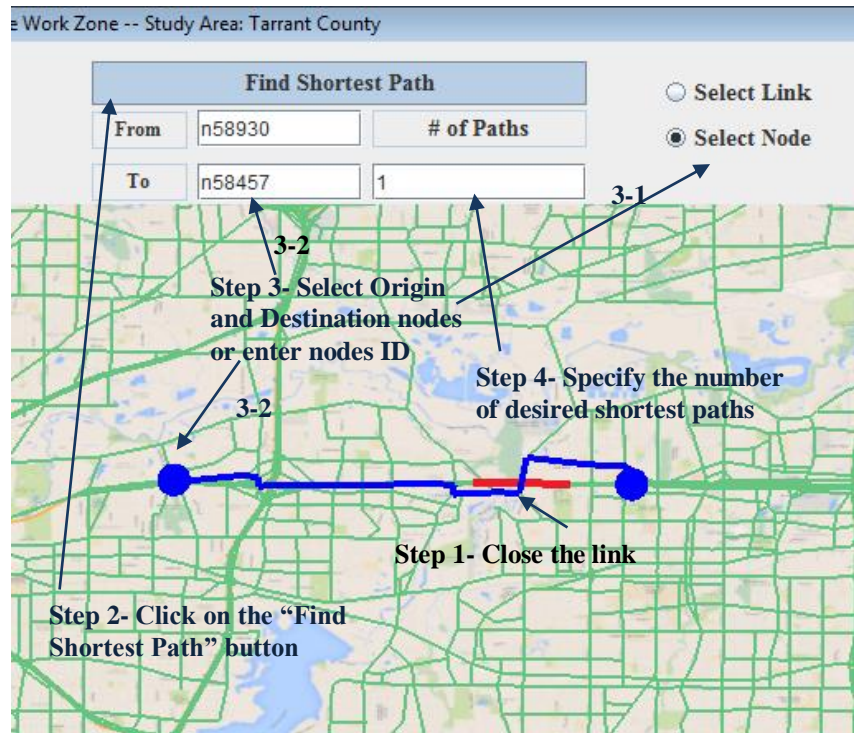 e Work Zone -- Study Area: Tarrant County
Find Shortest Path
Select Link
From
n58930
# of Paths
Select Node
To
n58457
1
3-1
3-2
Step 3- Select Origin
and Destination nodes
or enter nodes ID
Step 4- Specify the number
of desired shortest paths
3-2
Step 1- Close the link
Step 2- Click on the “Find
Shortest Path” button